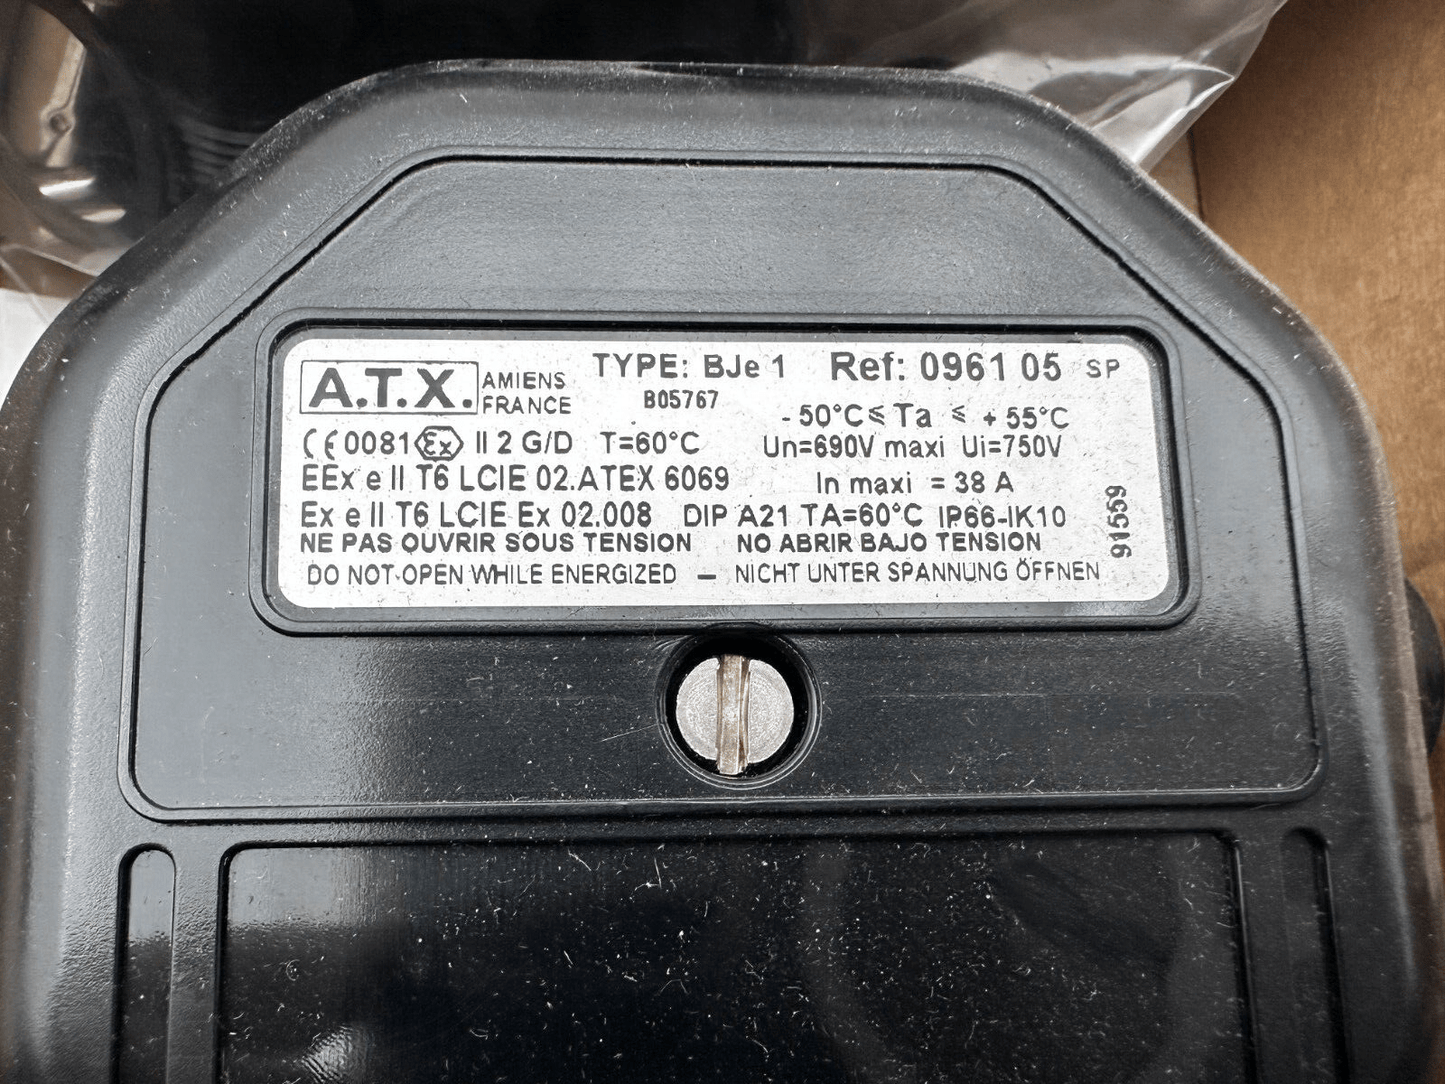 A.T.X. AMIENS FRANCE TYPE: BJe 1 Ref: 0961 05 SP
B05767
- 50°C ≤ Ta ≤ + 55°C
CE 0081 Ex II 2 G/D T=60°C Un=690V maxi Ui=750V
EEx e II T6 LCIE 02.ATEX 6069 In maxi = 38 A
Ex e II T6 LCIE Ex 02.008 DIP A21 TA=60°C IP66-IK10
NE PAS OUVRIR SOUS TENSION NO ABRIR BAJO TENSION
DO NOT OPEN WHILE ENERGIZED — NICHT UNTER SPANNUNG ÖFFNEN
91559